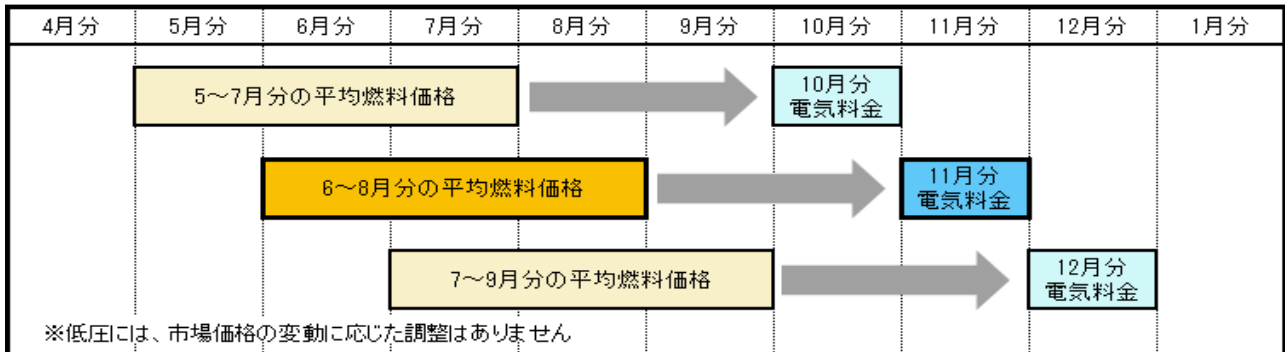 4月分 5月分 6月分 7月分 8月分 9月分 10月分 11月分 12月分 1月分
5～7月分の平均燃料価格
10月分
電気料金
6～8月分の平均燃料価格
11月分
電気料金
7～9月分の平均燃料価格
12月分
電気料金
※低圧には、市場価格の変動に応じた調整はありません